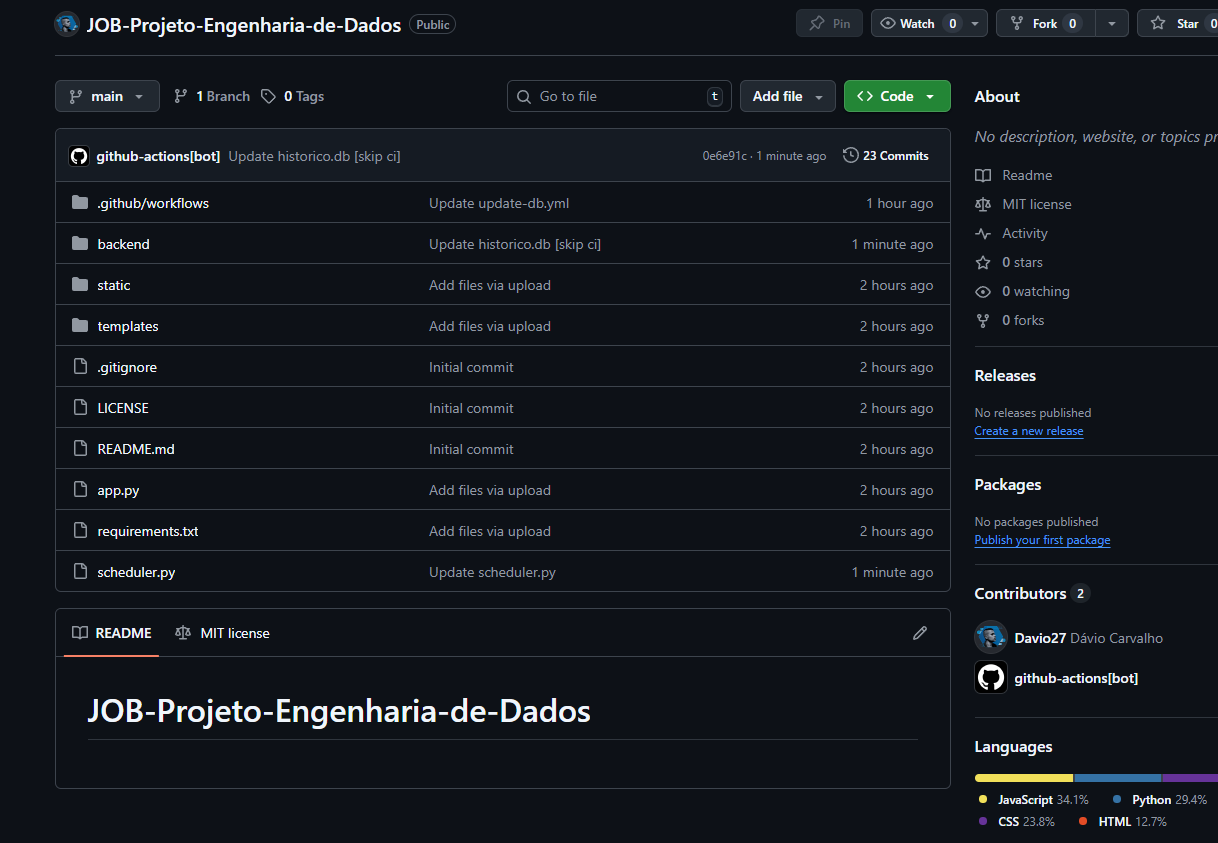 JOB-Projeto-Engenharia-de-Dados Public
Pin
Watch 0
Fork 0
Star 0
main
1 Branch
0 Tags
Go to file t
Add file
<> Code
github-actions[bot] Update historico.db [skip ci]
0e6e91c · 1 minute ago
23 Commits
.github/workflows Update update-db.yml 1 hour ago
backend Update historico.db [skip ci] 1 minute ago
static Add files via upload 2 hours ago
templates Add files via upload 2 hours ago
.gitignore Initial commit 2 hours ago
LICENSE Initial commit 2 hours ago
README.md Initial commit 2 hours ago
app.py Add files via upload 2 hours ago
requirements.txt Add files via upload 2 hours ago
scheduler.py Update scheduler.py 1 minute ago
README
MIT license
JOB-Projeto-Engenharia-de-Dados
About
No description, website, or topics
Readme
MIT license
Activity
0 stars
0 watching
0 forks
Releases
No releases published
Create a new release
Packages
No packages published
Publish your first package
Contributors 2
Davio27 Dávio Carvalho
github-actions[bot]
Languages
JavaScript 34.1%
Python 29.4%
CSS 23.8%
HTML 12.7%